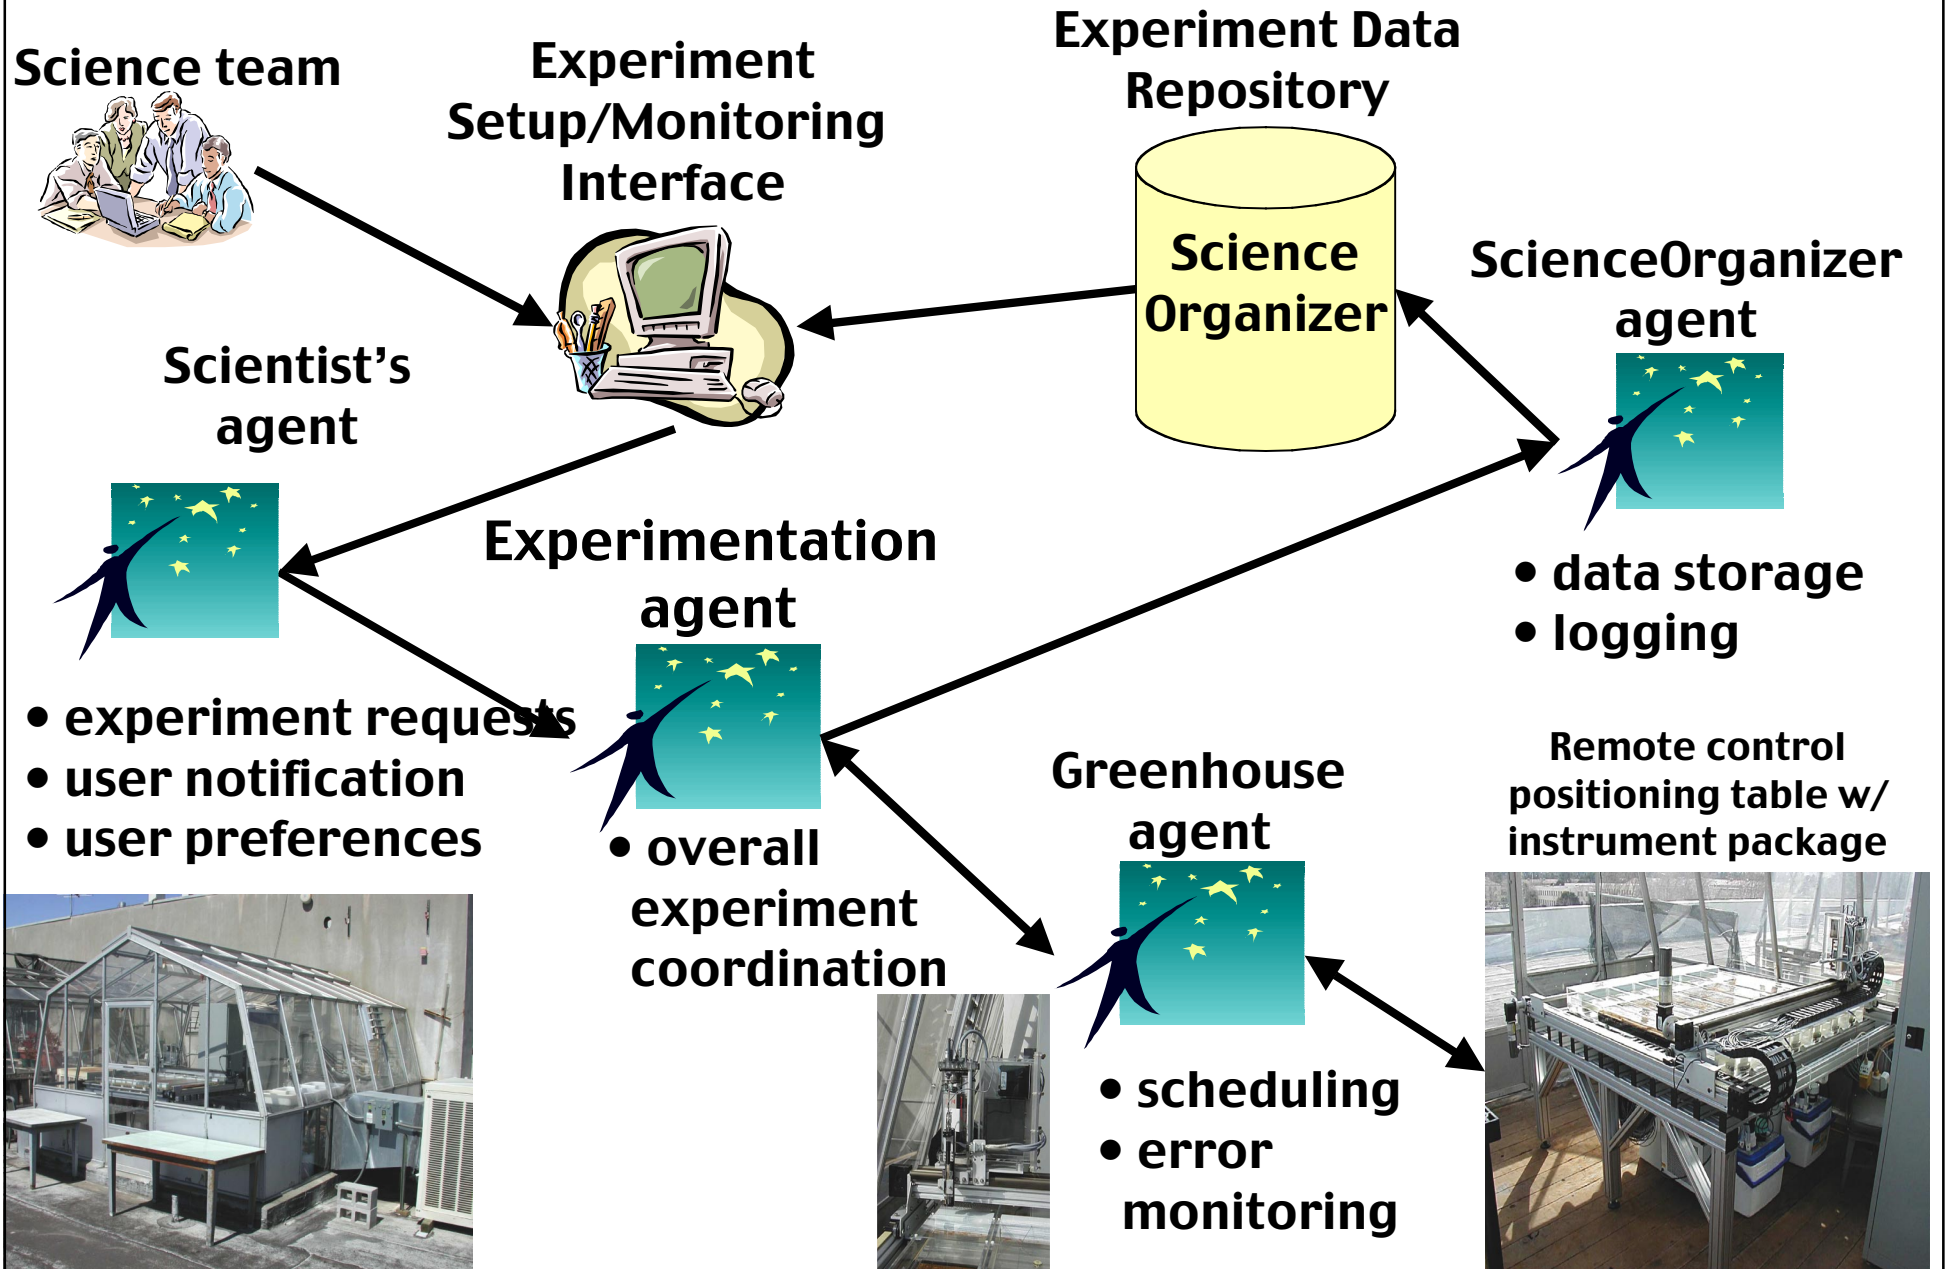 Science team
Experiment
Setup/Monitoring
Interface
Experiment Data
Repository
Science
Organizer
ScienceOrganizer
agent
• data storage
• logging
Scientist’s
agent
• experiment requests
• user notification
• user preferences
Experimentation
agent
• overall
experiment
coordination
Greenhouse
agent
• scheduling
• error
monitoring
Remote control
positioning table w/
instrument package